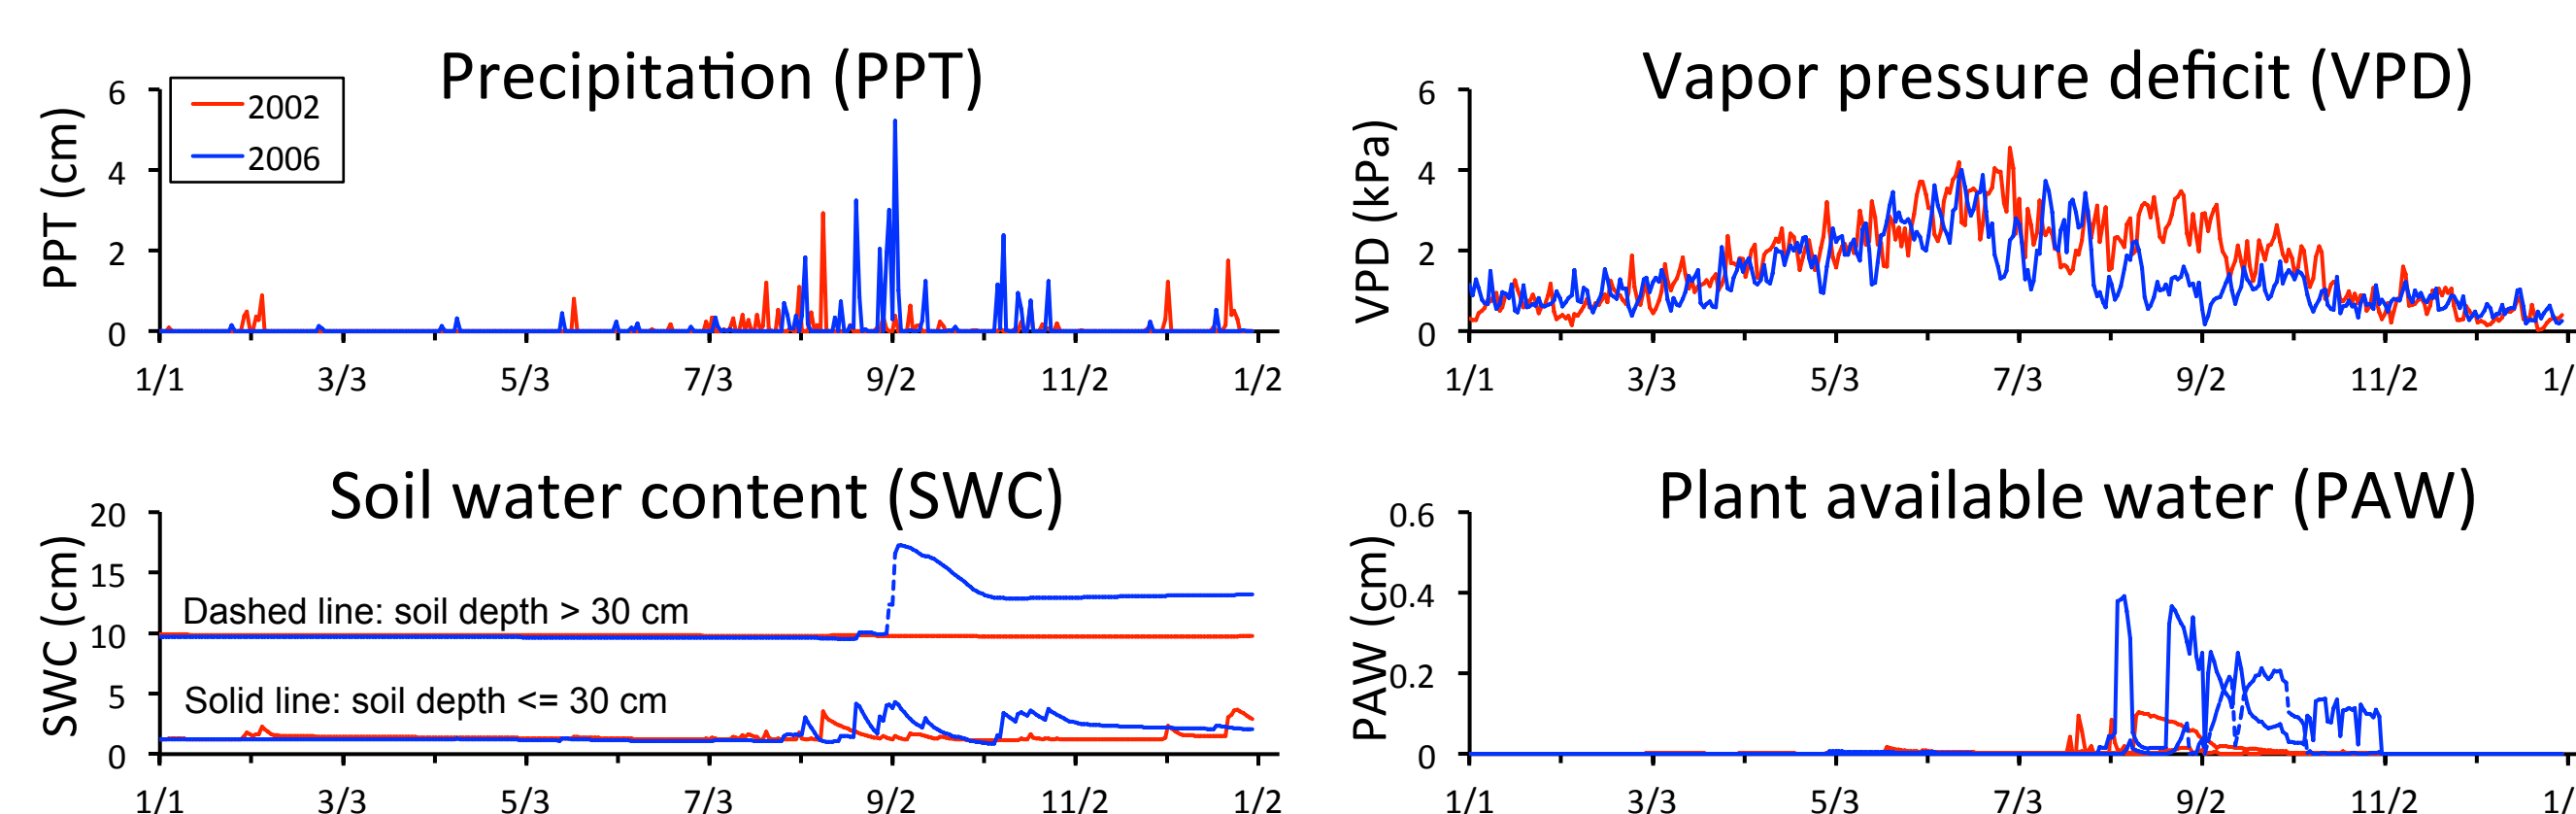 Precipitation (PPT)
2002
2006
PPT (cm)
6
4
2
0
1/1 3/3 5/3 7/3 9/2 11/2 1/2
Vapor pressure deficit (VPD)
VPD (kPa)
6
4
2
0
1/1 3/3 5/3 7/3 9/2 11/2 1/
Soil water content (SWC)
SWC (cm)
20
15
10
5
0
Dashed line: soil depth > 30 cm
Solid line: soil depth <= 30 cm
1/1 3/3 5/3 7/3 9/2 11/2 1/2
Plant available water (PAW)
PAW (cm)
0.6
0.4
0.2
0
1/1 3/3 5/3 7/3 9/2 11/2 1/